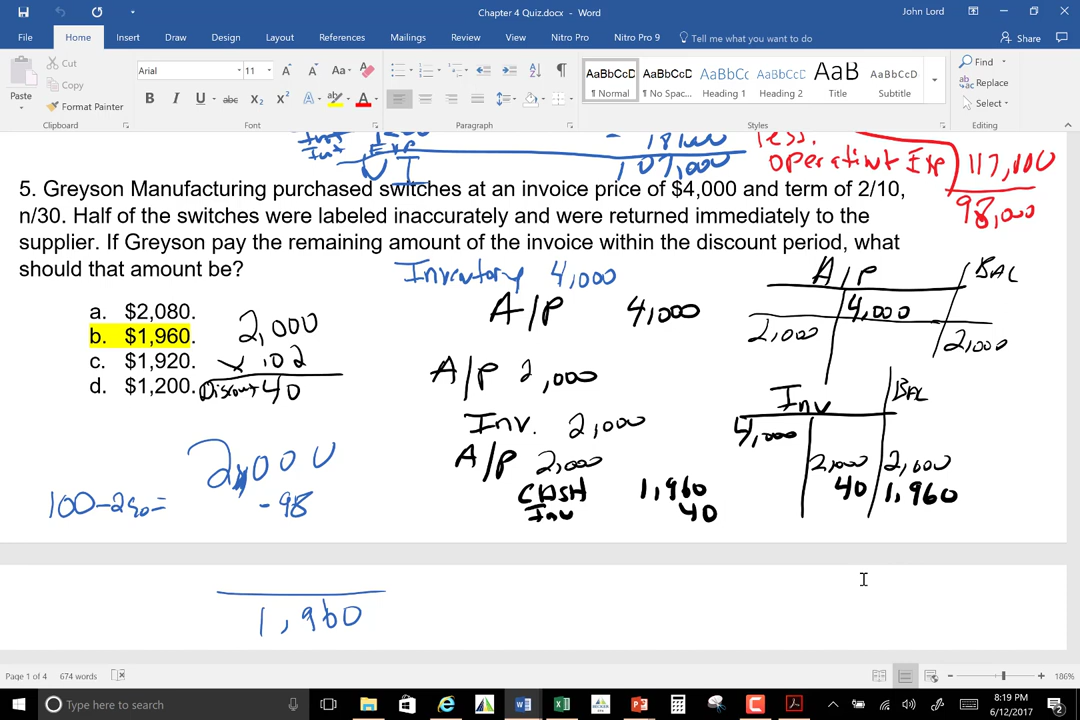 Chapter 4 Quiz.docx - Word
John Lord
File Home Insert Draw Design Layout References Mailings Review View Nitro Pro Nitro Pro 9 Tell me what you want to do Share
Cut
Copy
Format Painter
Paste
Clipboard
Arial 11
Font
Paragraph
AaBbCcD AaBbCcD AaBbCc AaBbCcD AaB AaBbCcD
¶ Normal ¶ No Spac... Heading 1 Heading 2 Title Subtitle
Styles
Find
Replace
Select
Editing
- 18,000
107,000
less:
Operating Exp 117,000
98,000
5. Greyson Manufacturing purchased switches at an invoice price of $4,000 and term of 2/10,
n/30. Half of the switches were labeled inaccurately and were returned immediately to the
supplier. If Greyson pay the remaining amount of the invoice within the discount period, what
should that amount be?
a. $2,080.
b. $1,960.
c. $1,920.
d. $1,200.
2,000
x .02
Discount 40
2,000
100-2%=
- 98
1,960
Inventory 4,000
A/P 4,000
A/P 2,000
Inv. 2,000
A/P 2,000
CASH 1,960
Inv 40
A/P BAL
4,000
2,000 2,000
Inv BAL
4,000
2,000 2,000
40 1,960
Page 1 of 4 674 words
186%
Type here to search
8:19 PM
6/12/2017